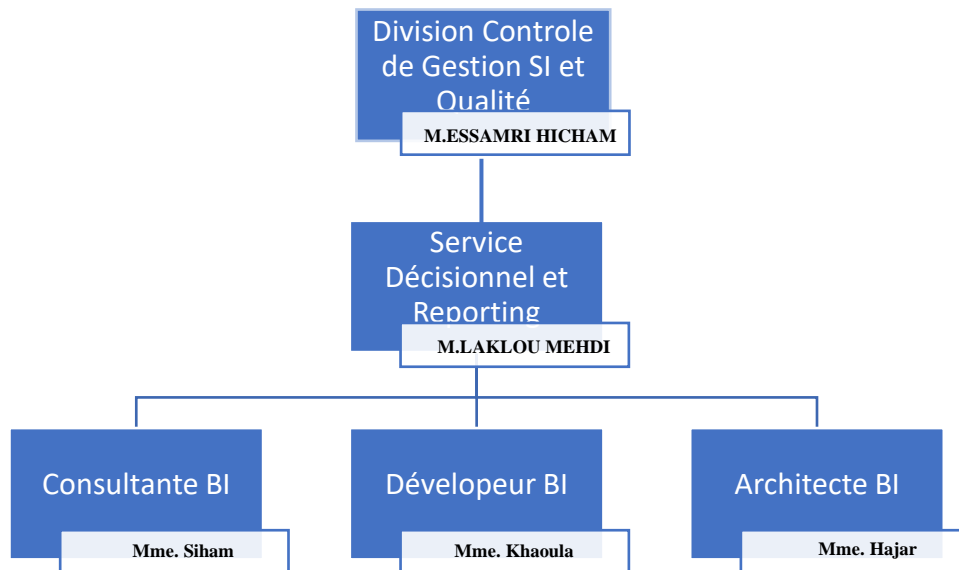 Division Controle
de Gestion SI et
Qualité
M.ESSAMRI HICHAM
Service
Décisionnel et
Reporting
M.LAKLOU MEHDI
Consultante BI
Mme. Siham
Dévelopeur BI
Mme. Khaoula
Architecte BI
Mme. Hajar